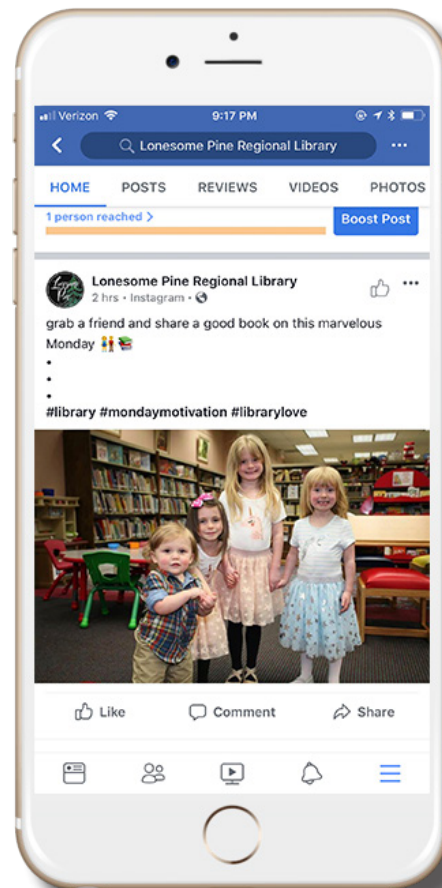 Verizon 9:17 PM
Lonesome Pine Regional Library
HOME POSTS REVIEWS VIDEOS PHOTOS
1 person reached > Boost Post
Lonesome Pine Regional Library
2 hrs • Instagram •
grab a friend and share a good book on this marvelous
Monday 👫📚
•
•
•
#library #mondaymotivation #librarylove
Like Comment Share